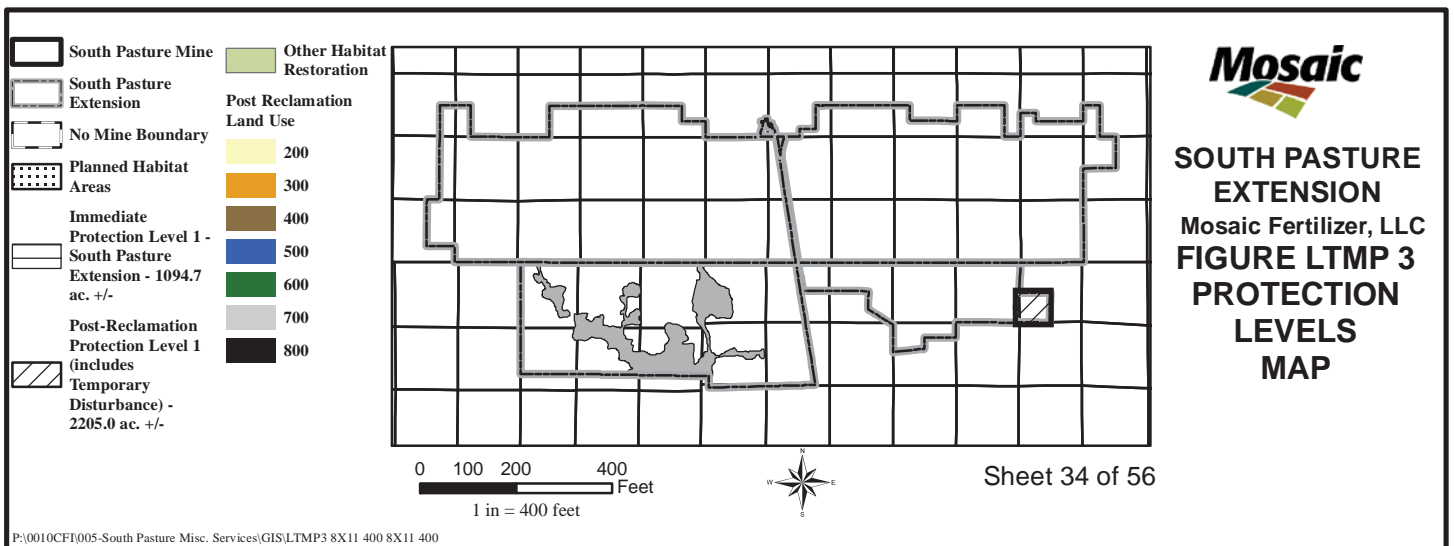 South Pasture Mine
South Pasture
Extension
No Mine Boundary
Planned Habitat
Areas
Immediate
Protection Level 1 -
South Pasture
Extension - 1094.7
ac. +/-
Post-Reclamation
Protection Level 1
(includes
Temporary
Disturbance) -
2205.0 ac. +/-
Other Habitat
Restoration
Post Reclamation
Land Use
200
300
400
500
600
700
800
0 100 200 400
Feet
1 in = 400 feet
N
W E
S
Sheet 34 of 56
Mosaic
SOUTH PASTURE
EXTENSION
Mosaic Fertilizer, LLC
FIGURE LTMP 3
PROTECTION
LEVELS
MAP
P:\0010CFI\005-South Pasture Misc. Services\GIS\LTMP3 8X11 400 8X11 400